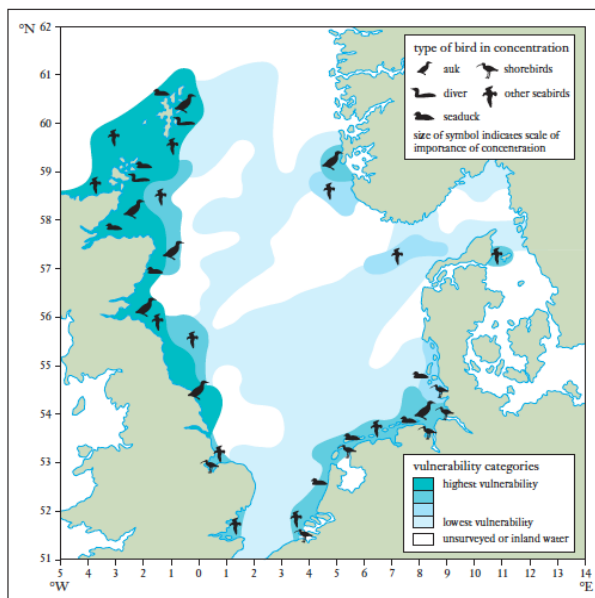 °N 62
61
60
59
58
57
56
55
54
53
52
51
type of bird in concentration
auk shorebirds
diver other seabirds
seaduck
size of symbol indicates scale of
importance of concentration
vulnerability categories
highest vulnerability
lowest vulnerability
unsurveyed or inland water
5 4 3 2 1 0 1 2 3 4 5 6 7 8 9 10 11 12 13 14
°W °E